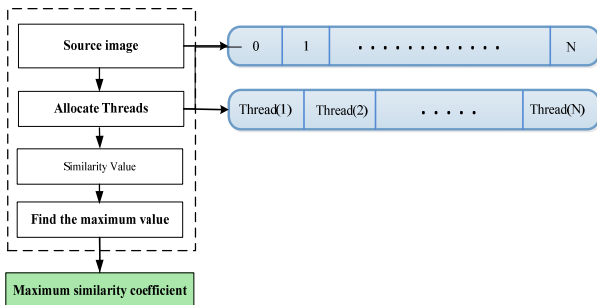 Source image
0 1 . . . . . . . . . . . . N
Allocate Threads
Thread(1) Thread(2) . . . . . Thread(N)
Similarity Value
Find the maximum value
Maximum similarity coefficient